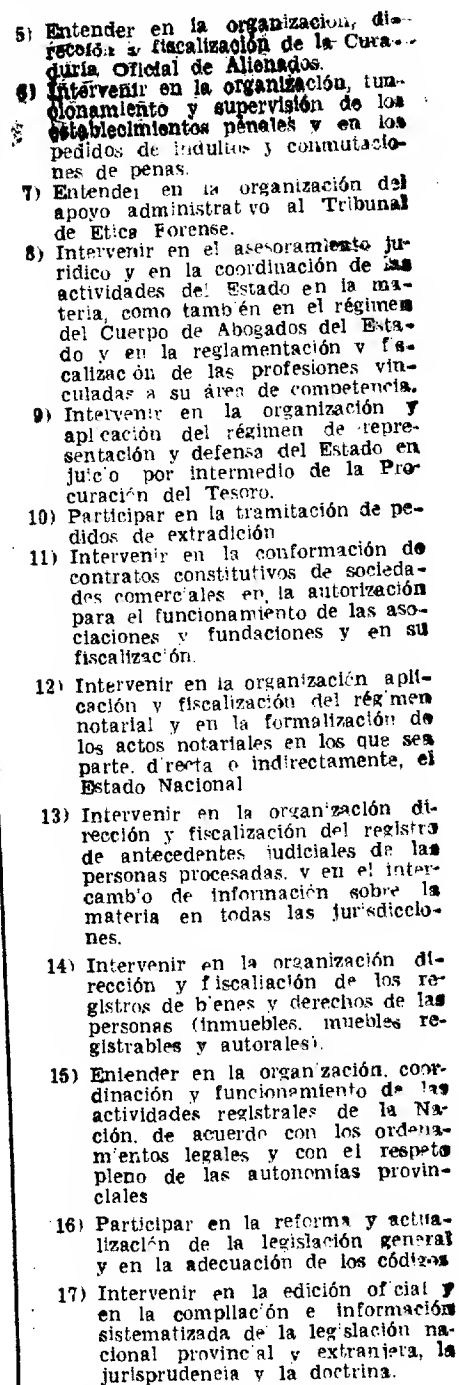 5) Entender en la organización, di-
rección y fiscalización de la Cura-
duría Oficial de Alienados.
6) Intervenir en la organización, fun-
cionamiento y supervisión de los
establecimientos penales y en los
pedidos de indultos y conmutacio-
nes de penas.
7) Entender en la organización del
apoyo administrativo al Tribunal
de Etica Forense.
8) Intervenir en el asesoramiento ju-
rídico y en la coordinación de las
actividades del Estado en la ma-
teria, como también en el régimen
del Cuerpo de Abogados del Esta-
do y en la reglamentación y fis-
calización de las profesiones vin-
culadas a su área de competencia.
9) Intervenir en la organización y
aplicación del régimen de repre-
sentación y defensa del Estado en
juicio por intermedio de la Pro-
curación del Tesoro.
10) Participar en la tramitación de pe-
didos de extradición
11) Intervenir en la conformación de
contratos constitutivos de socieda-
des comerciales en la autorización
para el funcionamiento de las aso-
ciaciones y fundaciones y en su
fiscalización.
12) Intervenir en la organización apli-
cación y fiscalización del régimen
notarial y en la formalización de
los actos notariales en los que sea
parte, directa o indirectamente, el
Estado Nacional
13) Intervenir en la organización di-
rección y fiscalización del registro
de antecedentes judiciales de las
personas procesadas, y en el inter-
cambio de información sobre la
materia en todas las jurisdiccio-
nes.
14) Intervenir en la organización di-
rección y fiscaliación de los re-
gistros de bienes y derechos de las
personas (inmuebles, muebles re-
gistrables y autorales).
15) Entender en la organización, coor-
dinación y funcionamiento de las
actividades registrales de la Na-
ción, de acuerdo con los ordena-
mientos legales y con el respeto
pleno de las autonomías provin-
ciales
16) Participar en la reforma y actua-
lización de la legislación general
y en la adecuación de los códigos
17) Intervenir en la edición oficial y
en la compilación e información
sistematizada de la legislación na-
cional provincial y extranjera, la
jurisprudencia y la doctrina.